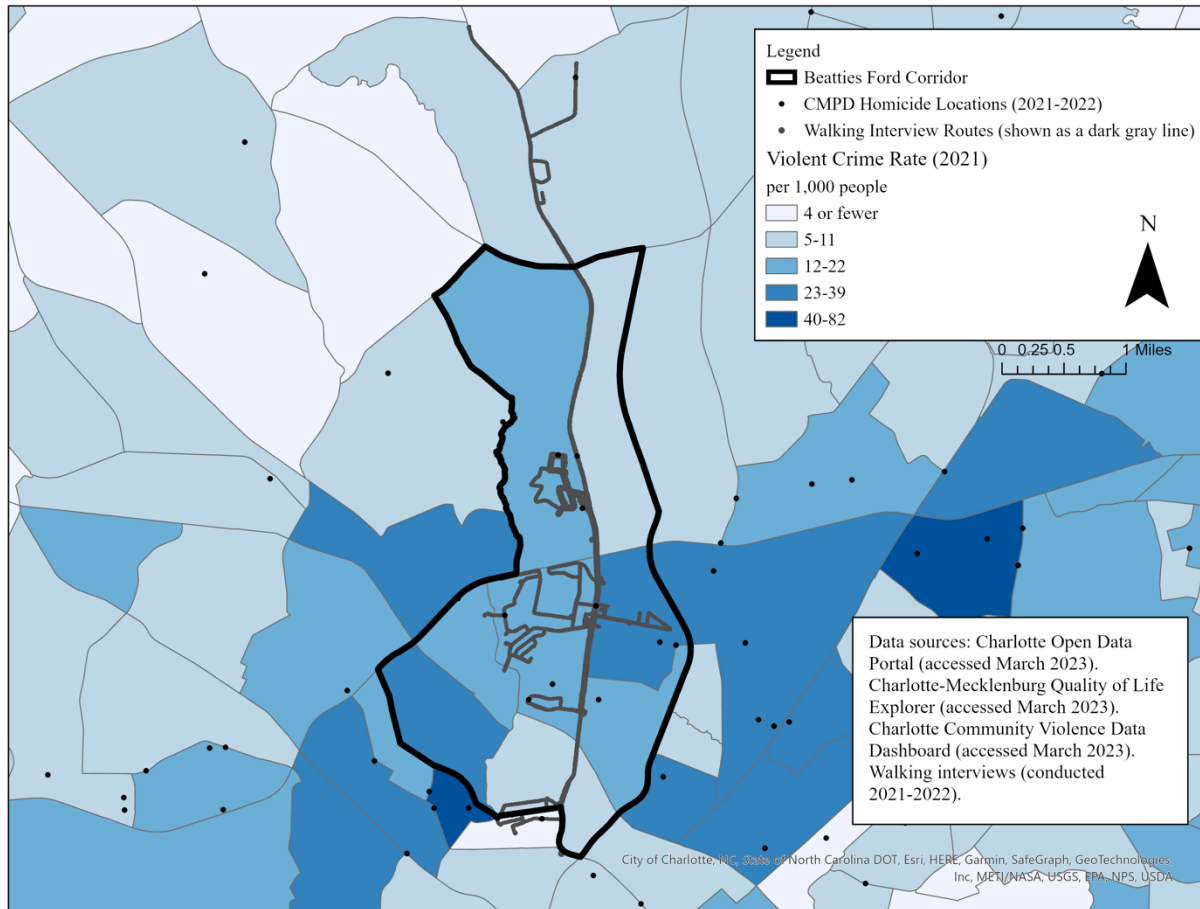 Legend
Beatties Ford Corridor
CMPD Homicide Locations (2021-2022)
Walking Interview Routes (shown as a dark gray line)
Violent Crime Rate (2021)
per 1,000 people
4 or fewer
5-11
12-22
23-39
40-82
N
0 0.25 0.5 1 Miles
Data sources: Charlotte Open Data
Portal (accessed March 2023).
Charlotte-Mecklenburg Quality of Life
Explorer (accessed March 2023).
Charlotte Community Violence Data
Dashboard (accessed March 2023).
Walking interviews (conducted
2021-2022).
City of Charlotte, NC, State of North Carolina DOT, Esri, HERE, Garmin, SafeGraph, GeoTechnologies,
Inc, METI/NASA, USGS, EPA, NPS, USDA